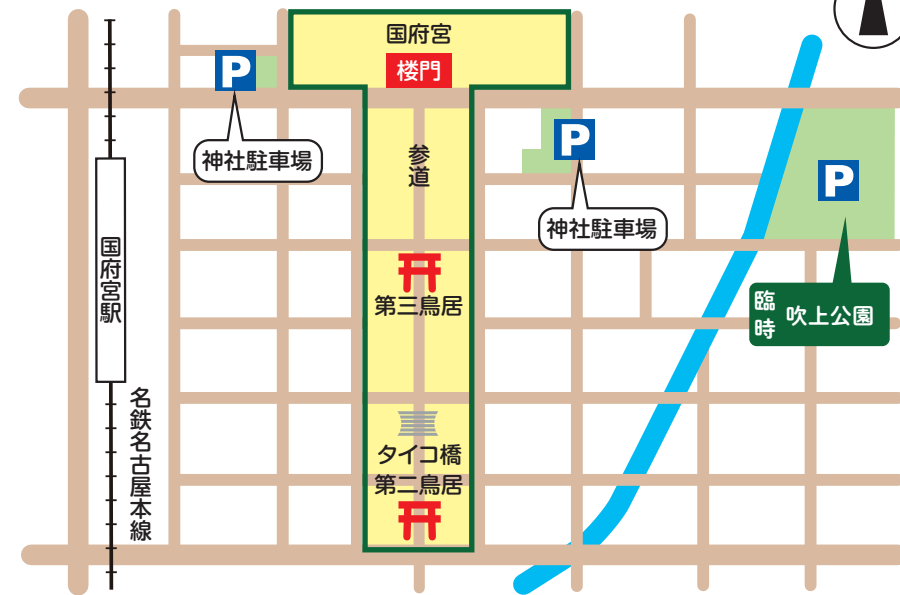 国府宮
楼門
P
神社駐車場
参道
P
神社駐車場
P
臨時
吹上公園
国府宮駅
第三鳥居
名鉄名古屋本線
タイコ橋
第二鳥居